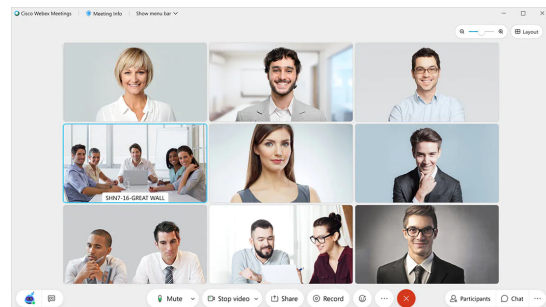 Cisco Webex Meetings Meeting Info Show menu bar
Layout
SHN7-16-GREAT WALL
Mute Stop video Share Record Participants Chat